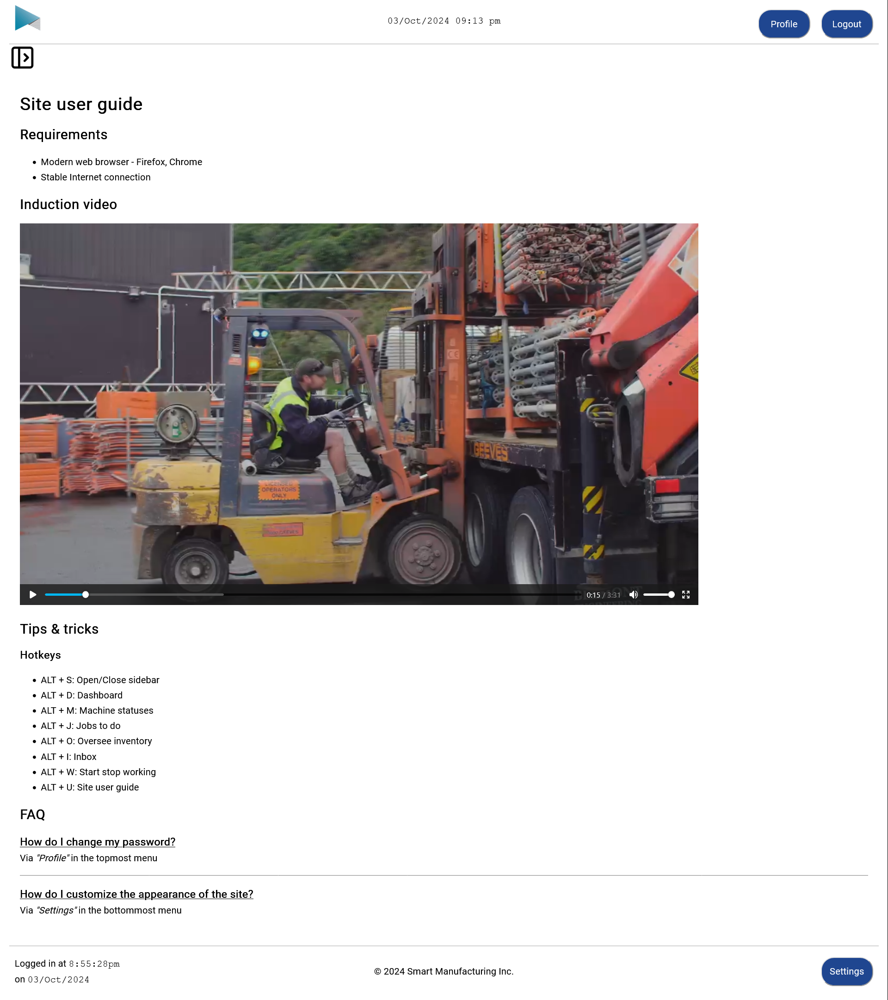 03/Oct/2024 09:13 pm
Profile
Logout
Site user guide
Requirements
Modern web browser - Firefox, Chrome
Stable Internet connection
Induction video
CE
GEEVES
LICENSED
OPERATORS
ONLY
GEEVES
0:15 / 3:31
Tips & tricks
Hotkeys
ALT + S: Open/Close sidebar
ALT + D: Dashboard
ALT + M: Machine statuses
ALT + J: Jobs to do
ALT + O: Oversee inventory
ALT + I: Inbox
ALT + W: Start stop working
ALT + U: Site user guide
FAQ
How do I change my password?
Via "Profile" in the topmost menu
How do I customize the appearance of the site?
Via "Settings" in the bottommost menu
Logged in at 8:55:28pm
on 03/Oct/2024
© 2024 Smart Manufacturing Inc.
Settings